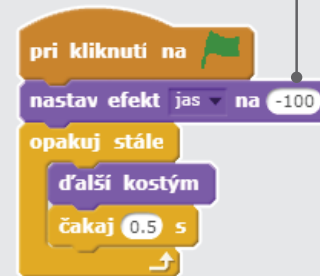 pri kliknutí na
nastav efekt jas na -100
opakuj stále
ďalší kostým
čakaj 0.5 s